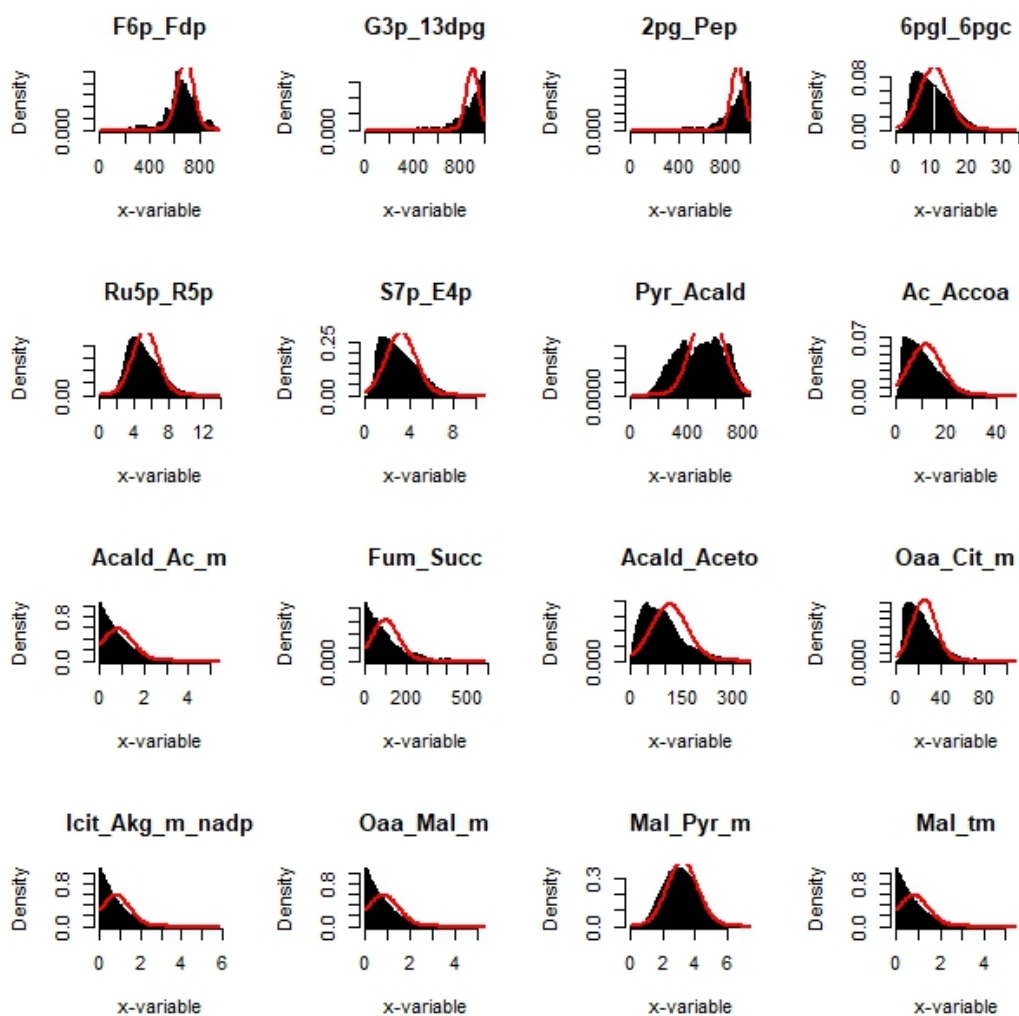 F6p_Fdp
Density
0.000
0 400 800
x-variable
G3p_13dpg
Density
0.000
0 400 800
x-variable
2pg_Pep
Density
0.000
0 400 800
x-variable
6pgl_6pgc
Density
0.00 0.08
0 10 20 30
x-variable
Ru5p_R5p
Density
0.00
0 4 8 12
x-variable
S7p_E4p
Density
0.00 0.25
0 4 8
x-variable
Pyr_Acald
Density
0.0000
0 400 800
x-variable
Ac_Accoa
Density
0.00 0.07
0 20 40
x-variable
Acald_Ac_m
Density
0.0 0.8
0 2 4
x-variable
Fum_Succ
Density
0.000
0 200 500
x-variable
Acald_Aceto
Density
0.000
0 150 300
x-variable
Oaa_Cit_m
Density
0.000
0 40 80
x-variable
Icit_Akg_m_nadp
Density
0.0 0.8
0 2 4 6
x-variable
Oaa_Mal_m
Density
0.0 0.8
0 2 4
x-variable
Mal_Pyr_m
Density
0.0 0.3
0 2 4 6
x-variable
Mal_tm
Density
0.0 0.8
0 2 4
x-variable